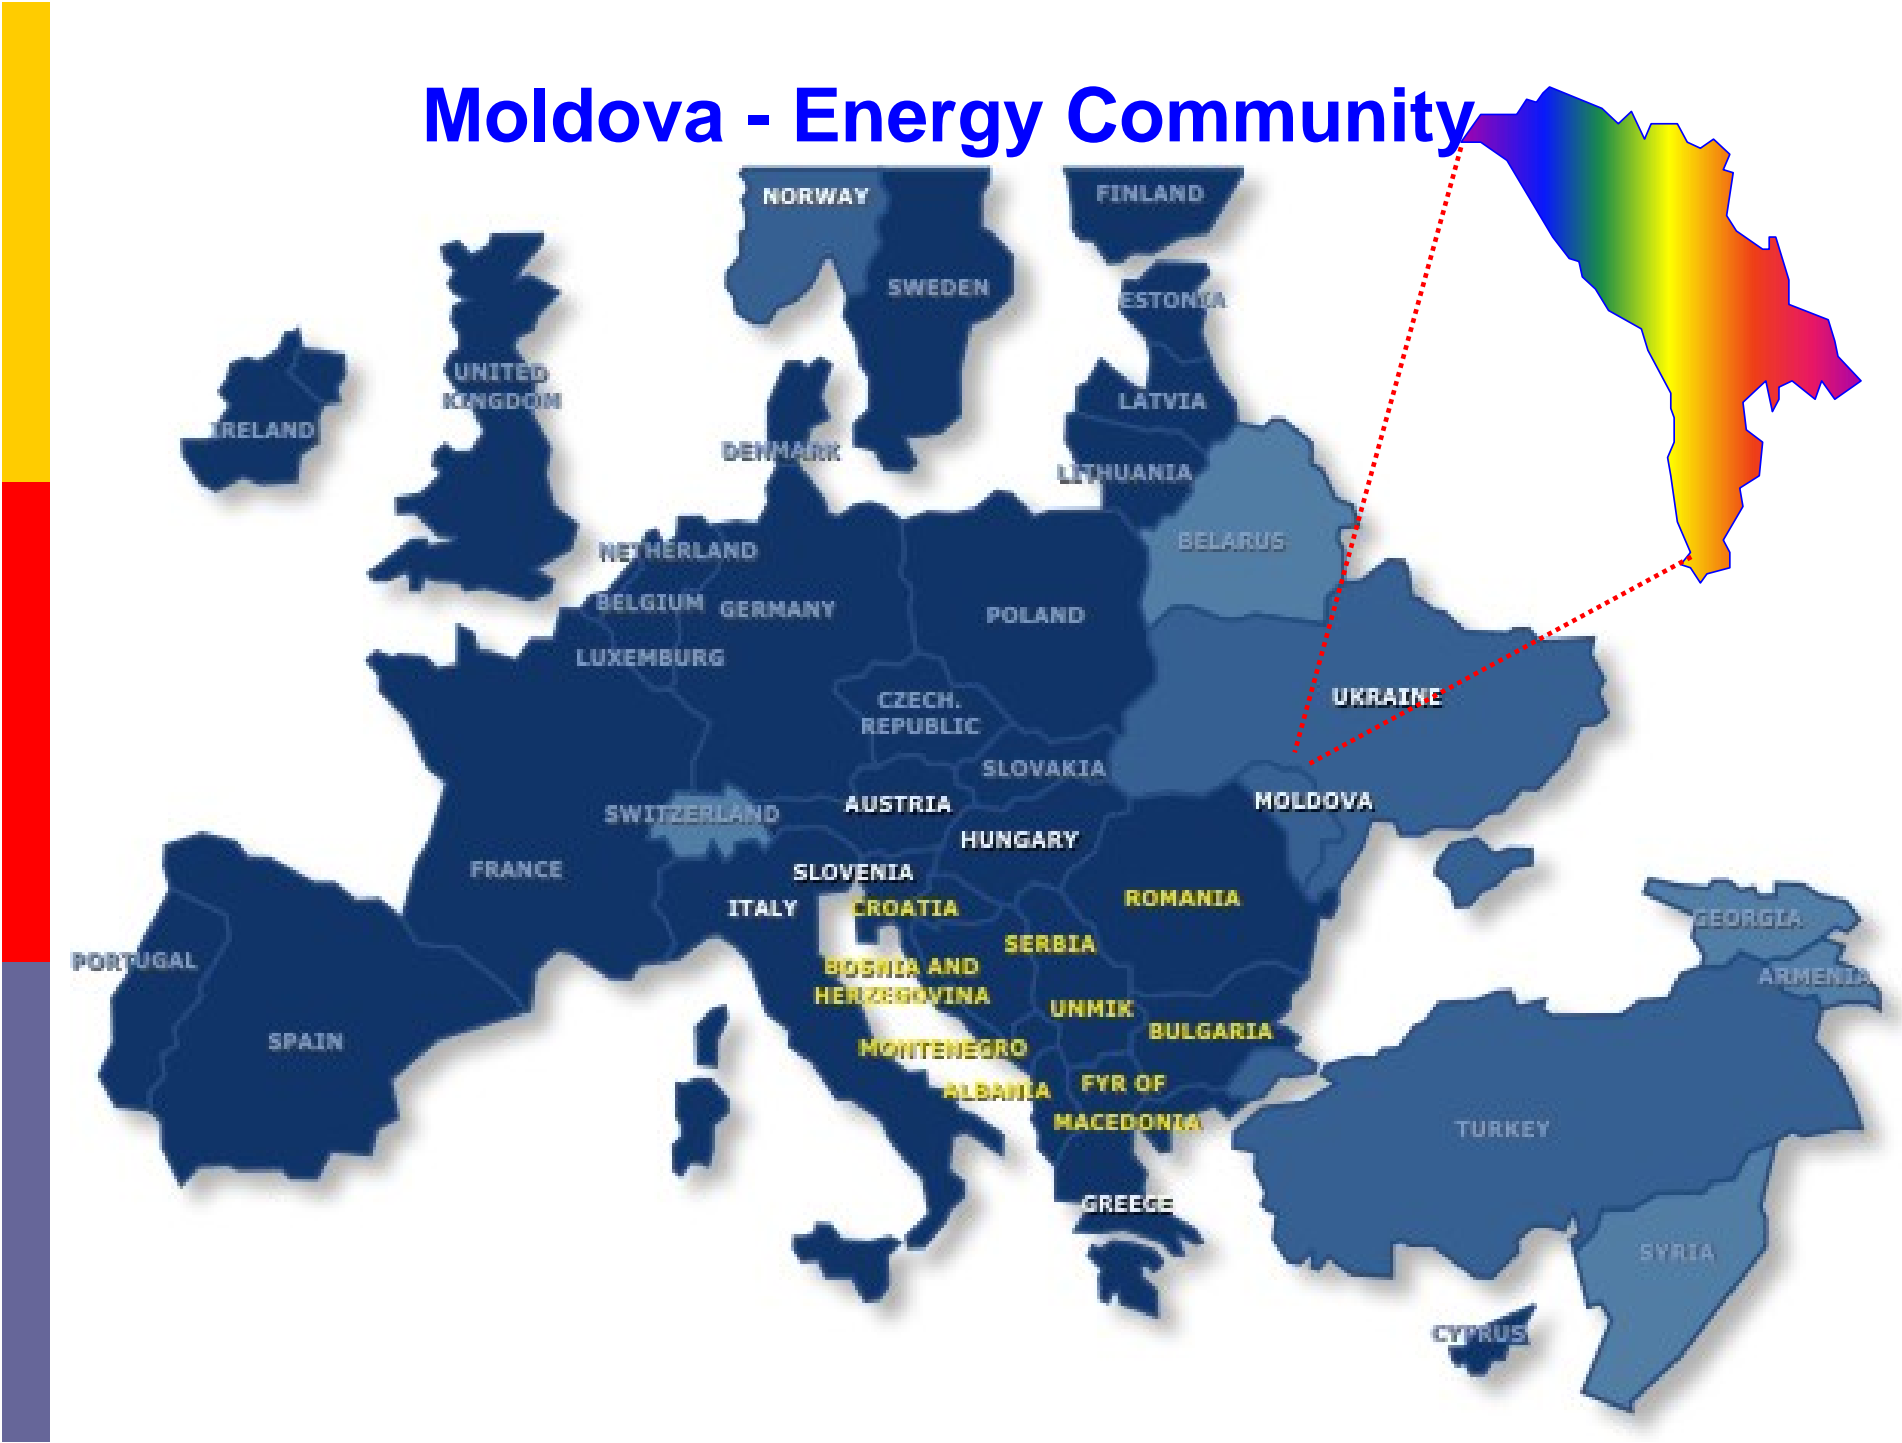 Moldova - Energy Community
NORWAY
FINLAND
SWEDEN
ESTONIA
UNITED
KINGDOM
LATVIA
IRELAND
DENMARK
LITHUANIA
BELARUS
NETHERLAND
BELGIUM
GERMANY
POLAND
LUXEMBURG
UKRAINE
CZECH.
REPUBLIC
SLOVAKIA
SWITZERLAND
AUSTRIA
MOLDOVA
HUNGARY
FRANCE
SLOVENIA
ITALY
CROATIA
ROMANIA
GEORGIA
SERBIA
PORTUGAL
BOSNIA AND
HERZEGOVINA
ARMENIA
UNMIK
BULGARIA
SPAIN
MONTENEGRO
ALBANIA
FYR OF
MACEDONIA
TURKEY
GREECE
SYRIA
CYPRUS